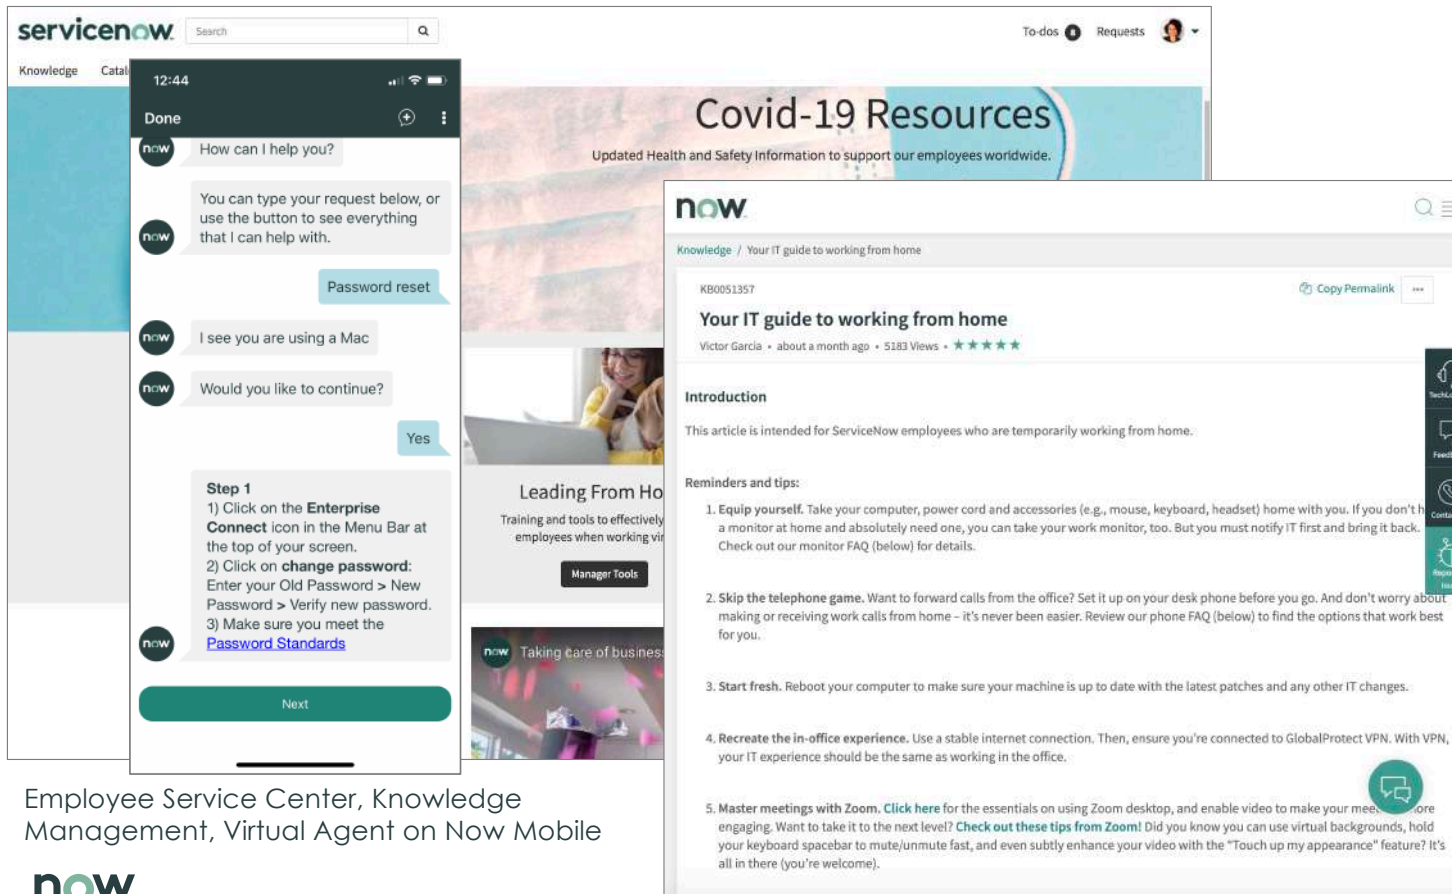 servicenow
Search
To-dos 8 Requests
Knowledge
Covid-19 Resources
Updated Health and Safety Information to support our employees worldwide.
12:44
Done
now
How can I help you?
You can type your request below, or
use the button to see everything
that I can help with.
now
Password reset
now
I see you are using a Mac
now
Would you like to continue?
Yes
Step 1
1) Click on the Enterprise
Connect icon in the Menu Bar at
the top of your screen.
2) Click on change password:
Enter your Old Password > New
Password > Verify new password.
3) Make sure you meet the
Password Standards
now
Next
Leading From
Training and tools to effectively
employees when working
Manager Tools
now Taking care of business
now
Knowledge / Your IT guide to working from home
KB0051357
Copy Permalink
Your IT guide to working from home
Victor Garcia • about a month ago • 5183 Views • ★★★★★
Introduction
This article is intended for ServiceNow employees who are temporarily working from home.
Reminders and tips:
1. Equip yourself. Take your computer, power cord and accessories (e.g., mouse, keyboard, headset) home with you. If you don't
a monitor at home and absolutely need one, you can take your work monitor, too. But you must notify IT first and bring it back.
Check out our monitor FAQ (below) for details.
2. Skip the telephone game. Want to forward calls from the office? Set it up on your desk phone before you go. And don't worry about
making or receiving work calls from home – it's never been easier. Review our phone FAQ (below) to find the options that work best
for you.
3. Start fresh. Reboot your computer to make sure your machine is up to date with the latest patches and any other IT changes.
4. Recreate the in-office experience. Use a stable internet connection. Then, ensure you're connected to GlobalProtect VPN. With VPN,
your IT experience should be the same as working in the office.
5. Master meetings with Zoom. Click here for the essentials on using Zoom desktop, and enable video to make your
engaging. Want to take it to the next level? Check out these tips from Zoom! Did you know you can use virtual backgrounds, hold
your keyboard spacebar to mute/unmute fast, and even subtly enhance your video with the "Touch up my appearance" feature? It's
all in there (you're welcome).
Employee Service Center, Knowledge
Management, Virtual Agent on Now Mobile
now